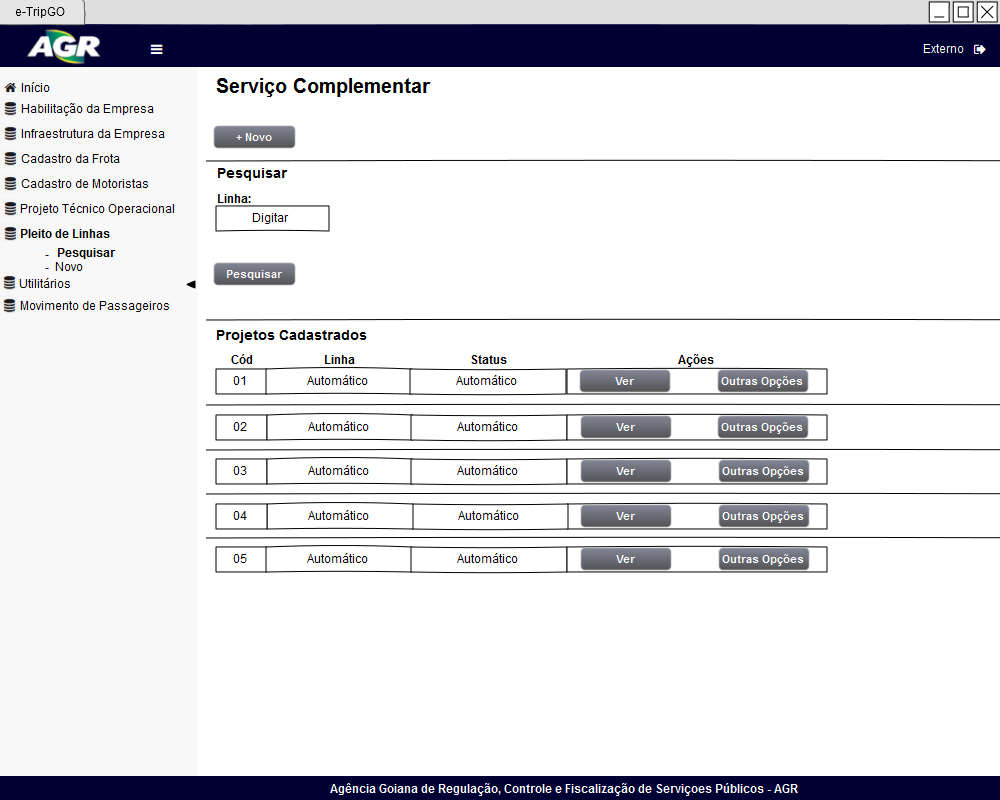 e-TripGO
AGR
Externo
Início
Habilitação da Empresa
Infraestrutura da Empresa
Cadastro da Frota
Cadastro de Motoristas
Projeto Técnico Operacional
Pleito de Linhas
- Pesquisar
- Novo
Utilitários
Movimento de Passageiros
Serviço Complementar
+ Novo
Pesquisar
Linha:
Digitar
Pesquisar
Projetos Cadastrados
Cód Linha Status Ações
01 Automático Automático Ver Outras Opções
02 Automático Automático Ver Outras Opções
03 Automático Automático Ver Outras Opções
04 Automático Automático Ver Outras Opções
05 Automático Automático Ver Outras Opções
Agência Goiana de Regulação, Controle e Fiscalização de Serviçoes Públicos - AGR